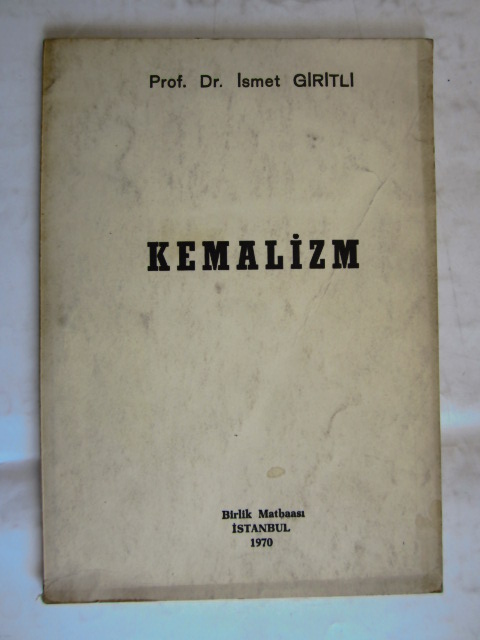 Prof. Dr. İsmet GİRİTLİ
KEMALİZM
Birlik Matbaası
İSTANBUL
1970